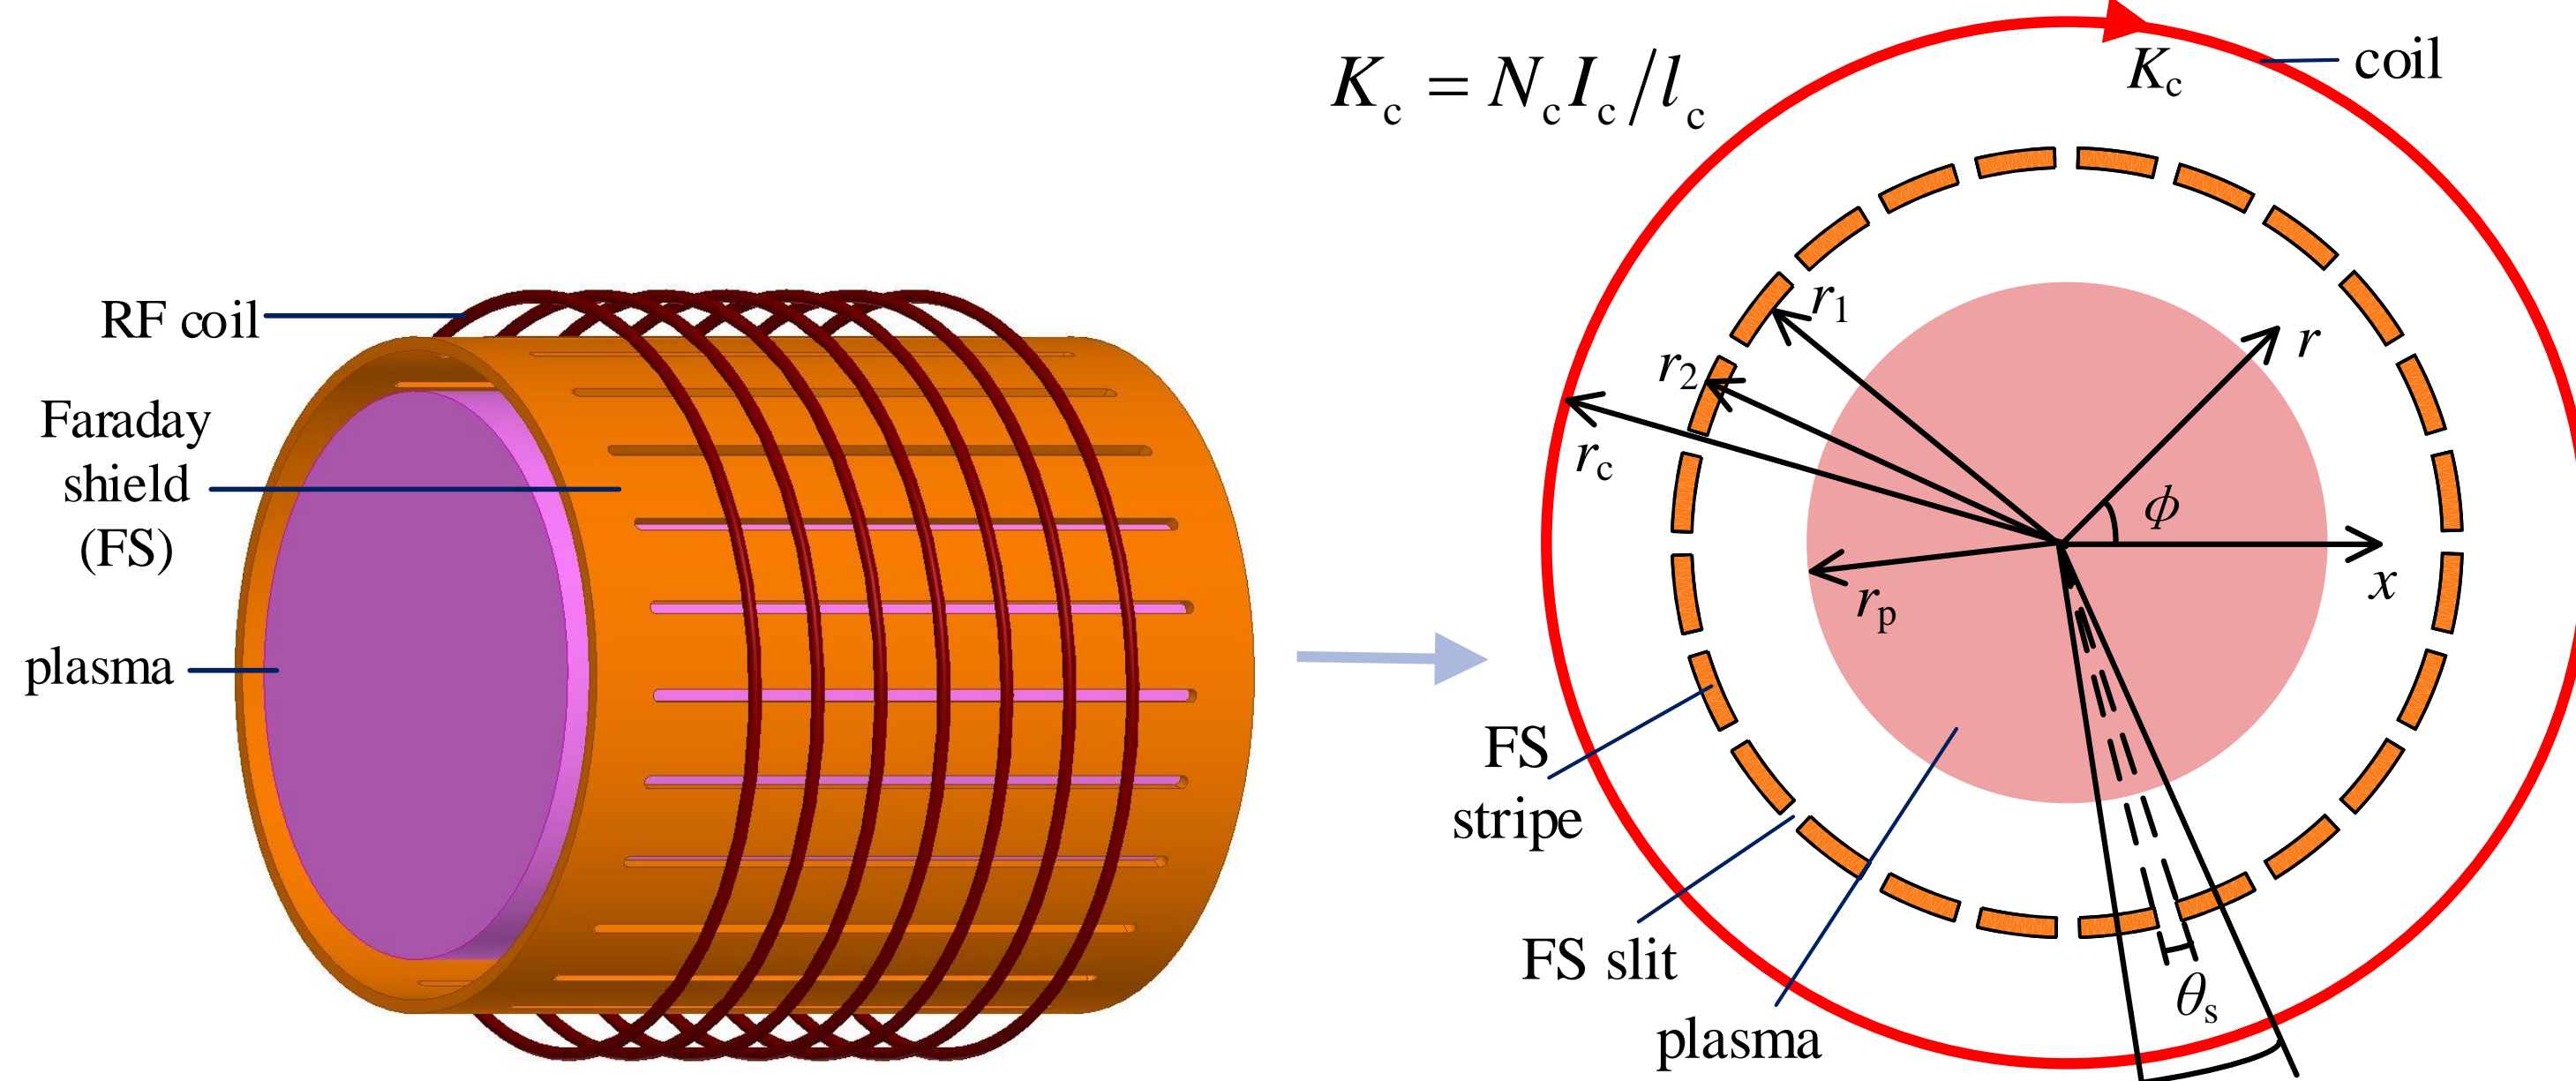 RF coil
Faraday
shield
(FS)
plasma
K_c = N_c I_c / l_c
K_c
coil
r_1
r_2
r_c
r
ϕ
x
r_p
FS
stripe
FS slit
plasma
θ_s